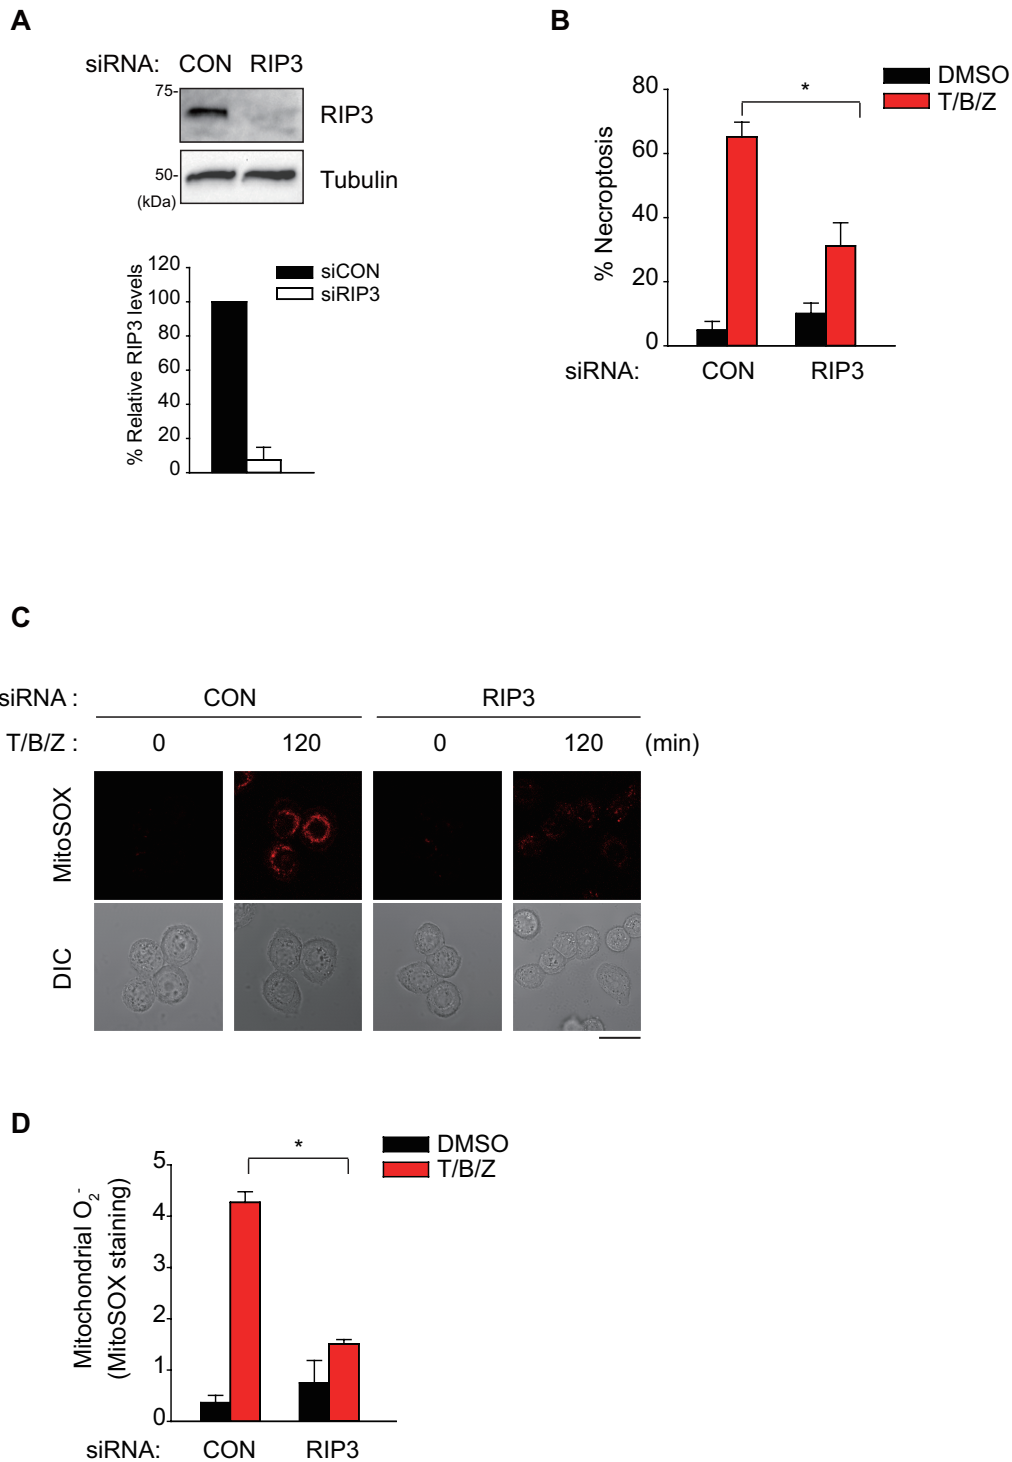 A
siRNA: CON RIP3
75-
RIP3
50-
Tubulin
(kDa)
% Relative RIP3 levels
120
100
80
60
40
20
0
siCON
siRIP3
B
DMSO
T/B/Z
*
% Necroptosis
80
60
40
20
0
siRNA: CON RIP3
C
siRNA : CON RIP3
T/B/Z : 0 120 0 120 (min)
MitoSOX
DIC
D
DMSO
T/B/Z
*
Mitochondrial O2-
(MitoSOX staining)
5
4
3
2
1
0
siRNA: CON RIP3